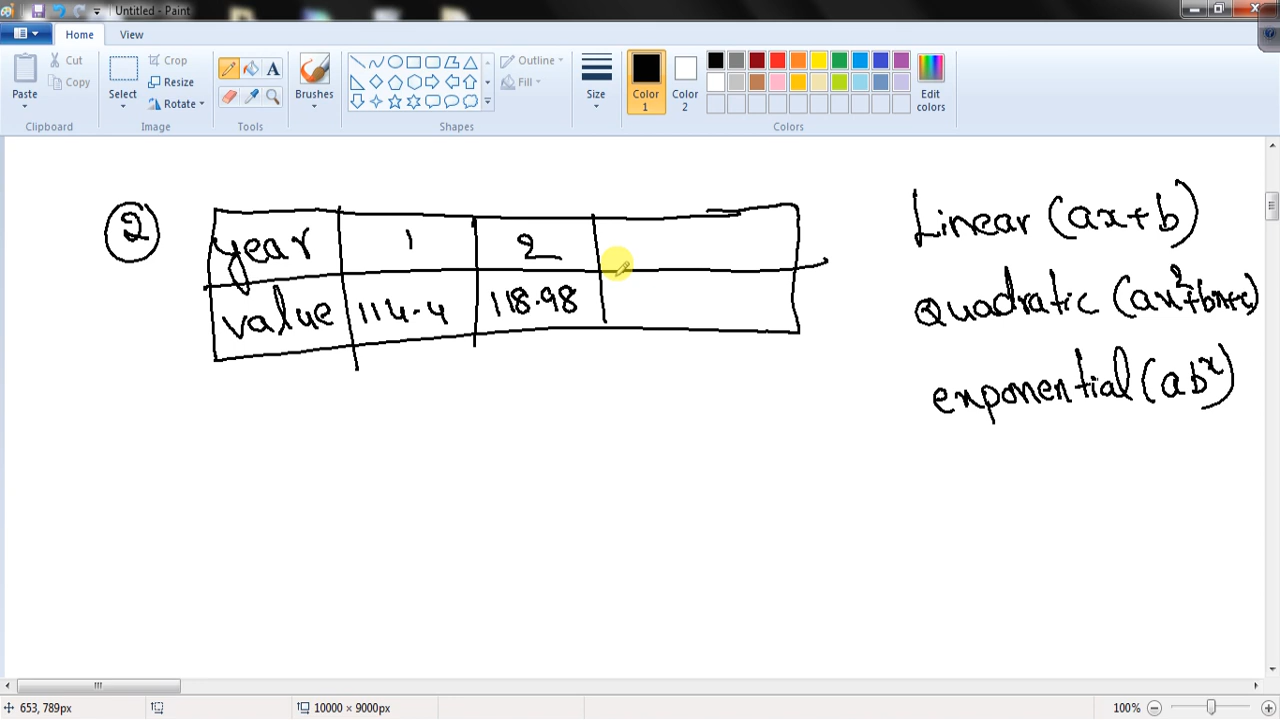 Untitled - Paint
Home View
Paste
Cut
Copy
Clipboard
Select
Crop
Resize
Rotate
Image
A
Tools
Brushes
Outline
Fill
Shapes
Size
Color 1
Color 2
Edit colors
Colors
2
year 1 2
value 114.4 118.98
Linear (ax+b)
quadratic (ax²+bx+c)
exponential (abˣ)
653, 789px
10000 × 9000px
100%